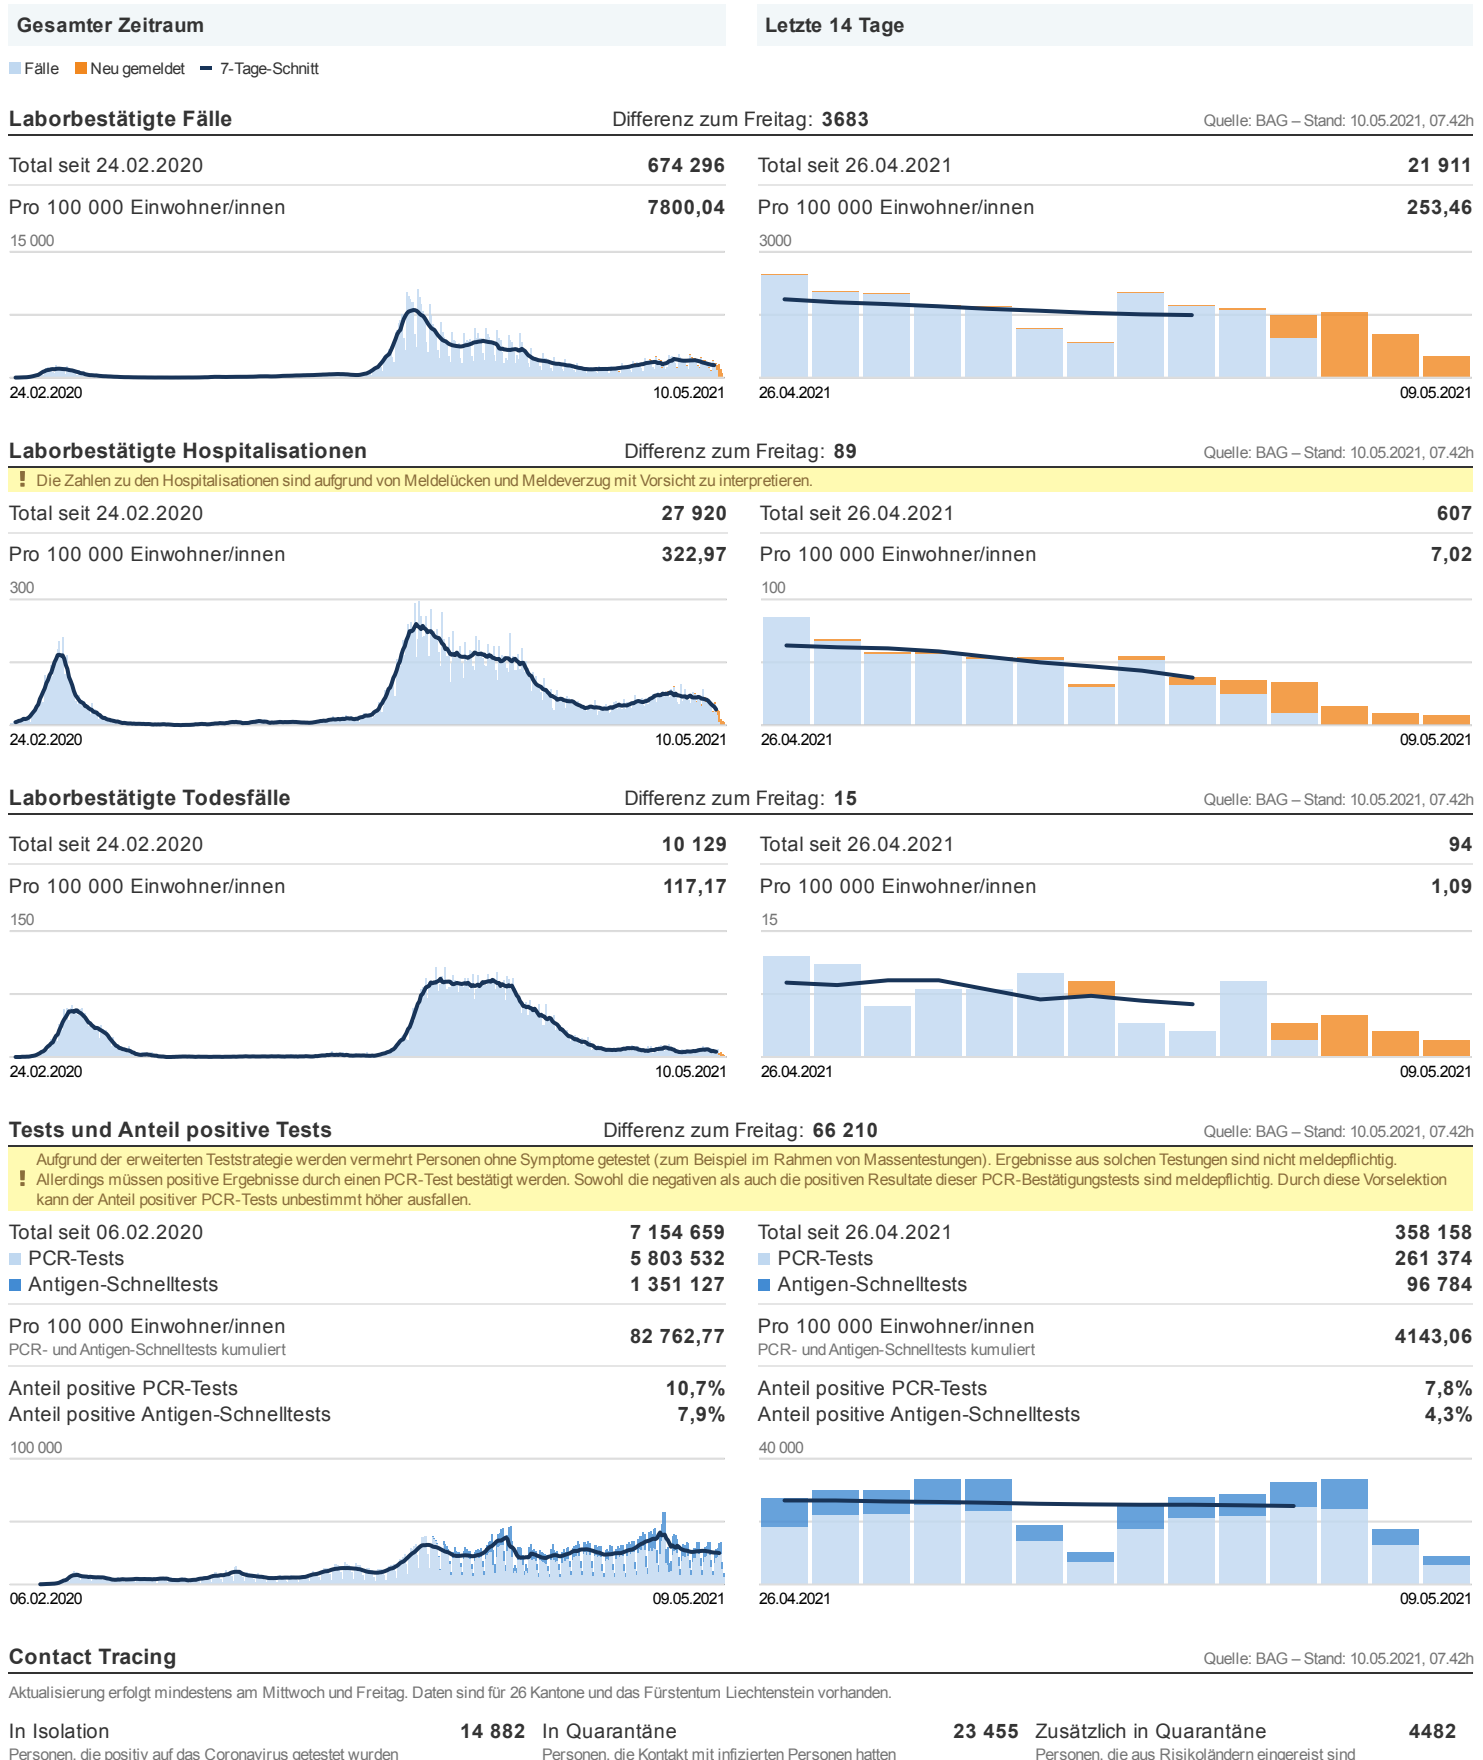 Gesamter Zeitraum
Letzte 14 Tage
Fälle Neu gemeldet 7-Tage-Schnitt
Laborbestätigte Fälle Differenz zum Freitag: 3683 Quelle: BAG – Stand: 10.05.2021, 07.42h
Total seit 24.02.2020 674 296
Pro 100 000 Einwohner/innen 7800,04
15 000
24.02.2020 10.05.2021
Total seit 26.04.2021 21 911
Pro 100 000 Einwohner/innen 253,46
3000
26.04.2021 09.05.2021
Laborbestätigte Hospitalisationen Differenz zum Freitag: 89 Quelle: BAG – Stand: 10.05.2021, 07.42h
! Die Zahlen zu den Hospitalisationen sind aufgrund von Meldelücken und Meldeverzug mit Vorsicht zu interpretieren.
Total seit 24.02.2020 27 920
Pro 100 000 Einwohner/innen 322,97
300
24.02.2020 10.05.2021
Total seit 26.04.2021 607
Pro 100 000 Einwohner/innen 7,02
100
26.04.2021 09.05.2021
Laborbestätigte Todesfälle Differenz zum Freitag: 15 Quelle: BAG – Stand: 10.05.2021, 07.42h
Total seit 24.02.2020 10 129
Pro 100 000 Einwohner/innen 117,17
150
24.02.2020 10.05.2021
Total seit 26.04.2021 94
Pro 100 000 Einwohner/innen 1,09
15
26.04.2021 09.05.2021
Tests und Anteil positive Tests Differenz zum Freitag: 66 210 Quelle: BAG – Stand: 10.05.2021, 07.42h
Aufgrund der erweiterten Teststrategie werden vermehrt Personen ohne Symptome getestet (zum Beispiel im Rahmen von Massentestungen). Ergebnisse aus solchen Testungen sind nicht meldepflichtig.
! Allerdings müssen positive Ergebnisse durch einen PCR-Test bestätigt werden. Sowohl die negativen als auch die positiven Resultate dieser PCR-Bestätigungstests sind meldepflichtig. Durch diese Vorselektion
kann der Anteil positiver PCR-Tests unbestimmt höher ausfallen.
Total seit 06.02.2020 7 154 659
PCR-Tests 5 803 532
Antigen-Schnelltests 1 351 127
Pro 100 000 Einwohner/innen 82 762,77
PCR- und Antigen-Schnelltests kumuliert
Anteil positive PCR-Tests 10,7%
Anteil positive Antigen-Schnelltests 7,9%
100 000
06.02.2020 09.05.2021
Total seit 26.04.2021 358 158
PCR-Tests 261 374
Antigen-Schnelltests 96 784
Pro 100 000 Einwohner/innen 4143,06
PCR- und Antigen-Schnelltests kumuliert
Anteil positive PCR-Tests 7,8%
Anteil positive Antigen-Schnelltests 4,3%
40 000
26.04.2021 09.05.2021
Contact Tracing Quelle: BAG – Stand: 10.05.2021, 07.42h
Aktualisierung erfolgt mindestens am Mittwoch und Freitag. Daten sind für 26 Kantone und das Fürstentum Liechtenstein vorhanden.
In Isolation 14 882
Personen, die positiv auf das Coronavirus getestet wurden
In Quarantäne 23 455
Personen, die Kontakt mit infizierten Personen hatten
Zusätzlich in Quarantäne 4482
Personen, die aus Risikoländern eingereist sind